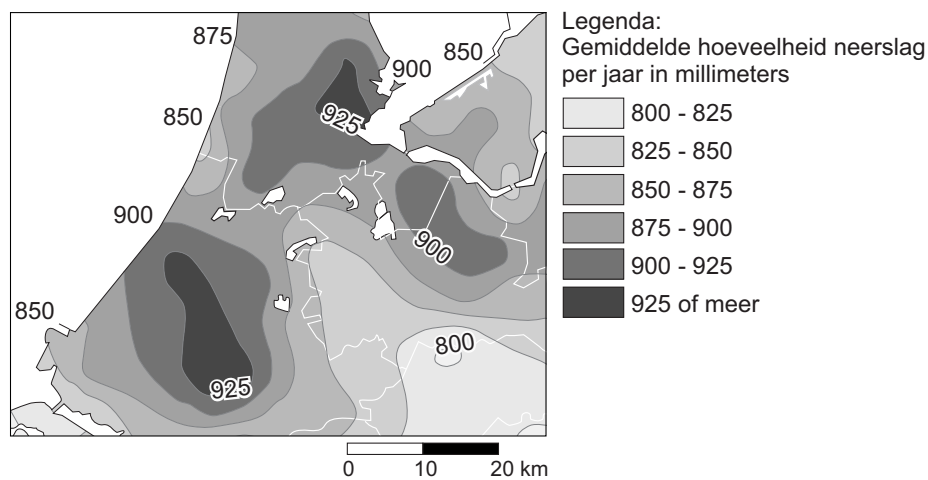 875
900
850
850
925
900
900
850
800
925
Legenda:
Gemiddelde hoeveelheid neerslag
per jaar in millimeters
800 - 825
825 - 850
850 - 875
875 - 900
900 - 925
925 of meer
0 10 20 km